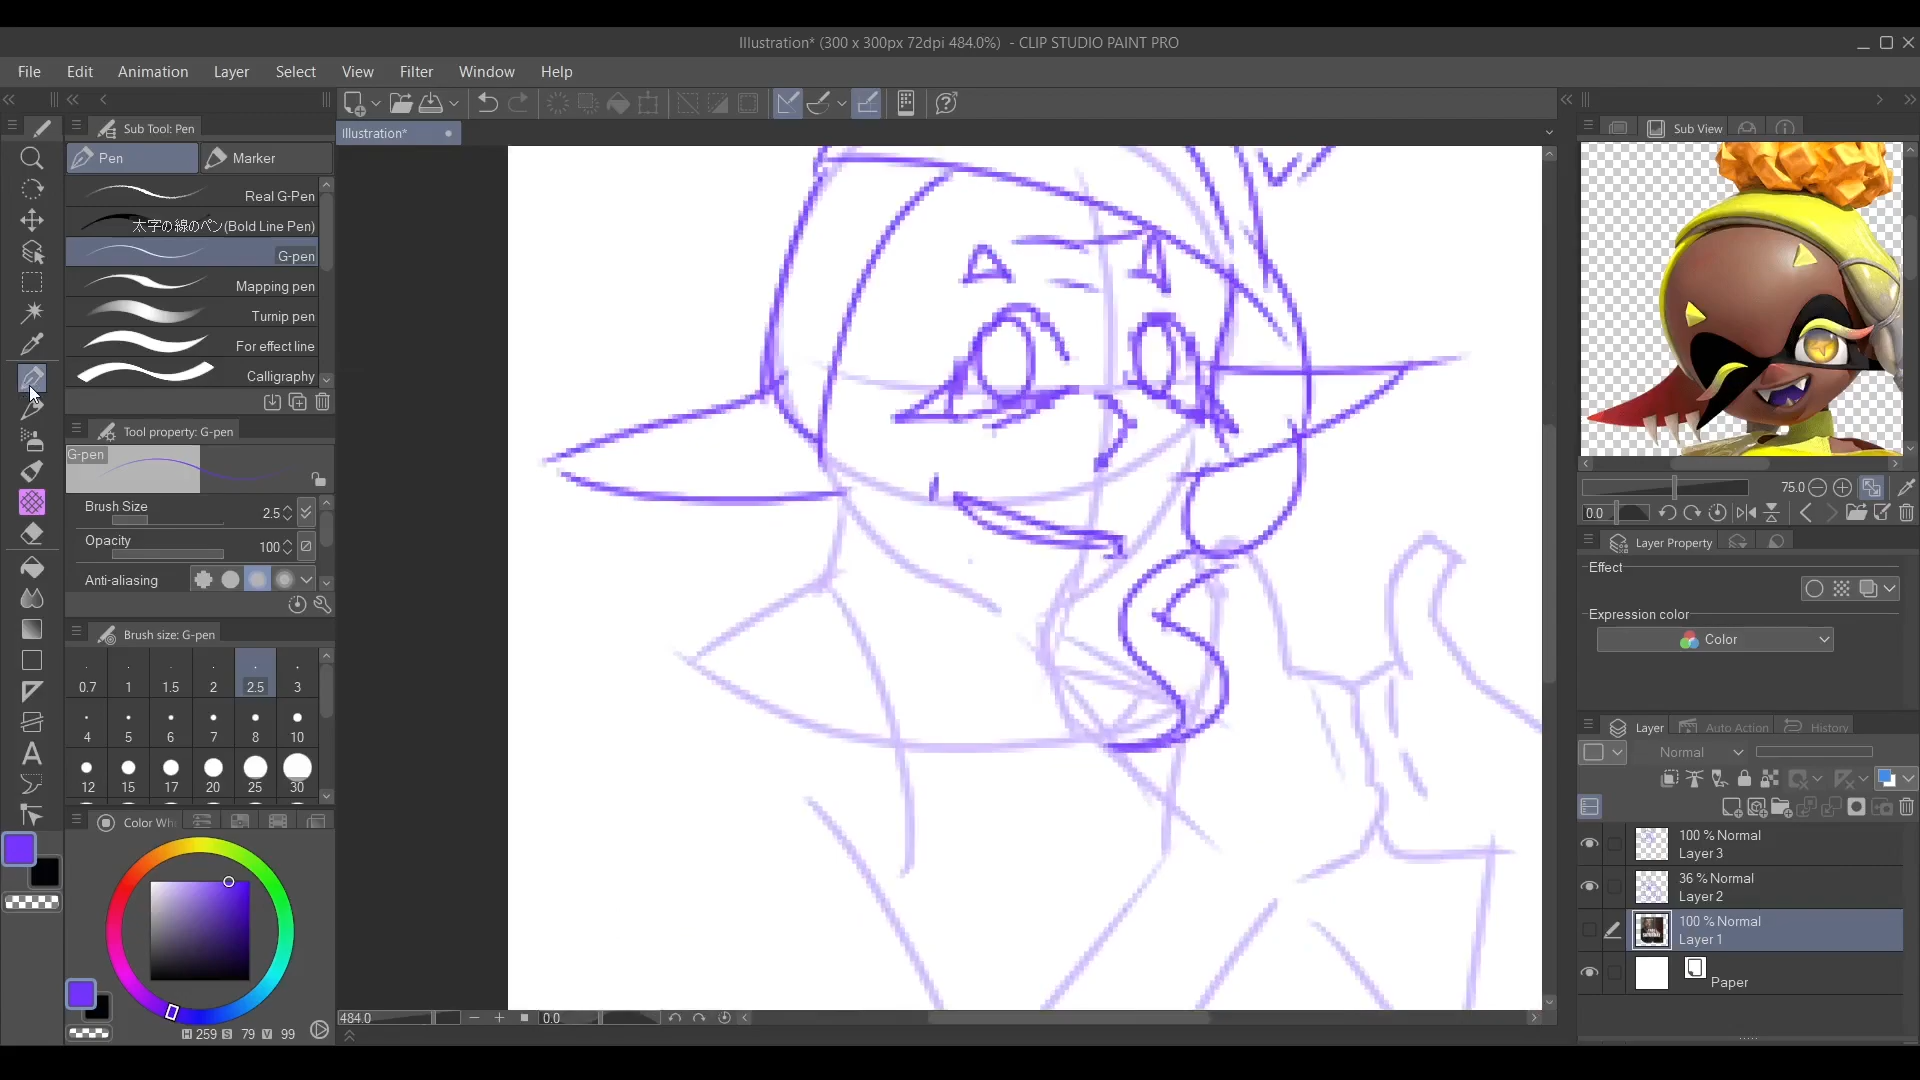 Illustration* (300 x 300px 72dpi 484.0%) - CLIP STUDIO PAINT PRO
File Edit Animation Layer Select View Filter Window Help
Illustration*
Sub Tool: Pen
Pen Marker
Real G-Pen
太字の線のペン(Bold Line Pen)
G-pen
Mapping pen
Turnip pen
For effect line
Calligraphy
Tool property: G-pen
G-pen
Brush Size 2.5
Opacity 100
Anti-aliasing
Brush size: G-pen
0.7 1 1.5 2 2.5 3
4 5 6 7 8 10
12 15 17 20 25 30
Color Wh
H 259 S 79 V 99
484.0 0.0
Sub View
75.0
0.0
Layer Property
Effect
Expression color
Color
Layer Auto Action History
Normal
100 % Normal
Layer 3
36 % Normal
Layer 2
100 % Normal
Layer 1
Paper